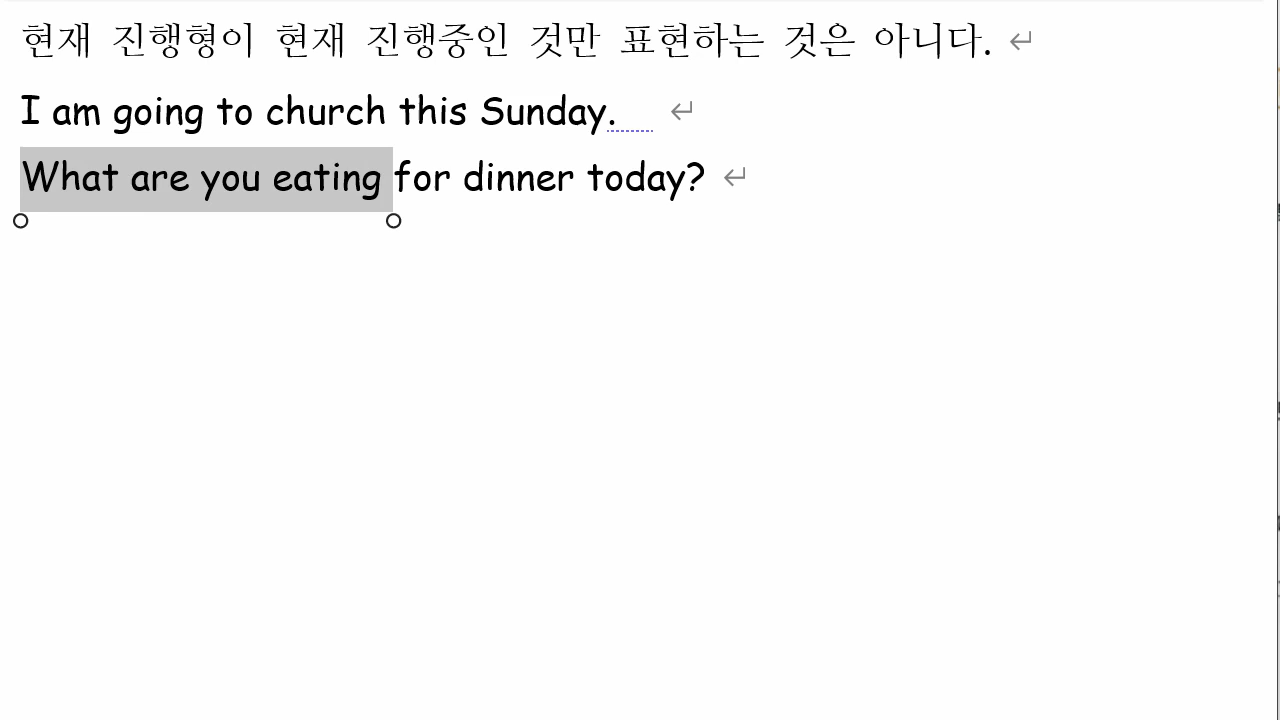 현재 진행형이 현재 진행중인 것만 표현하는 것은 아니다.
I am going to church this Sunday.
What are you eating for dinner today?